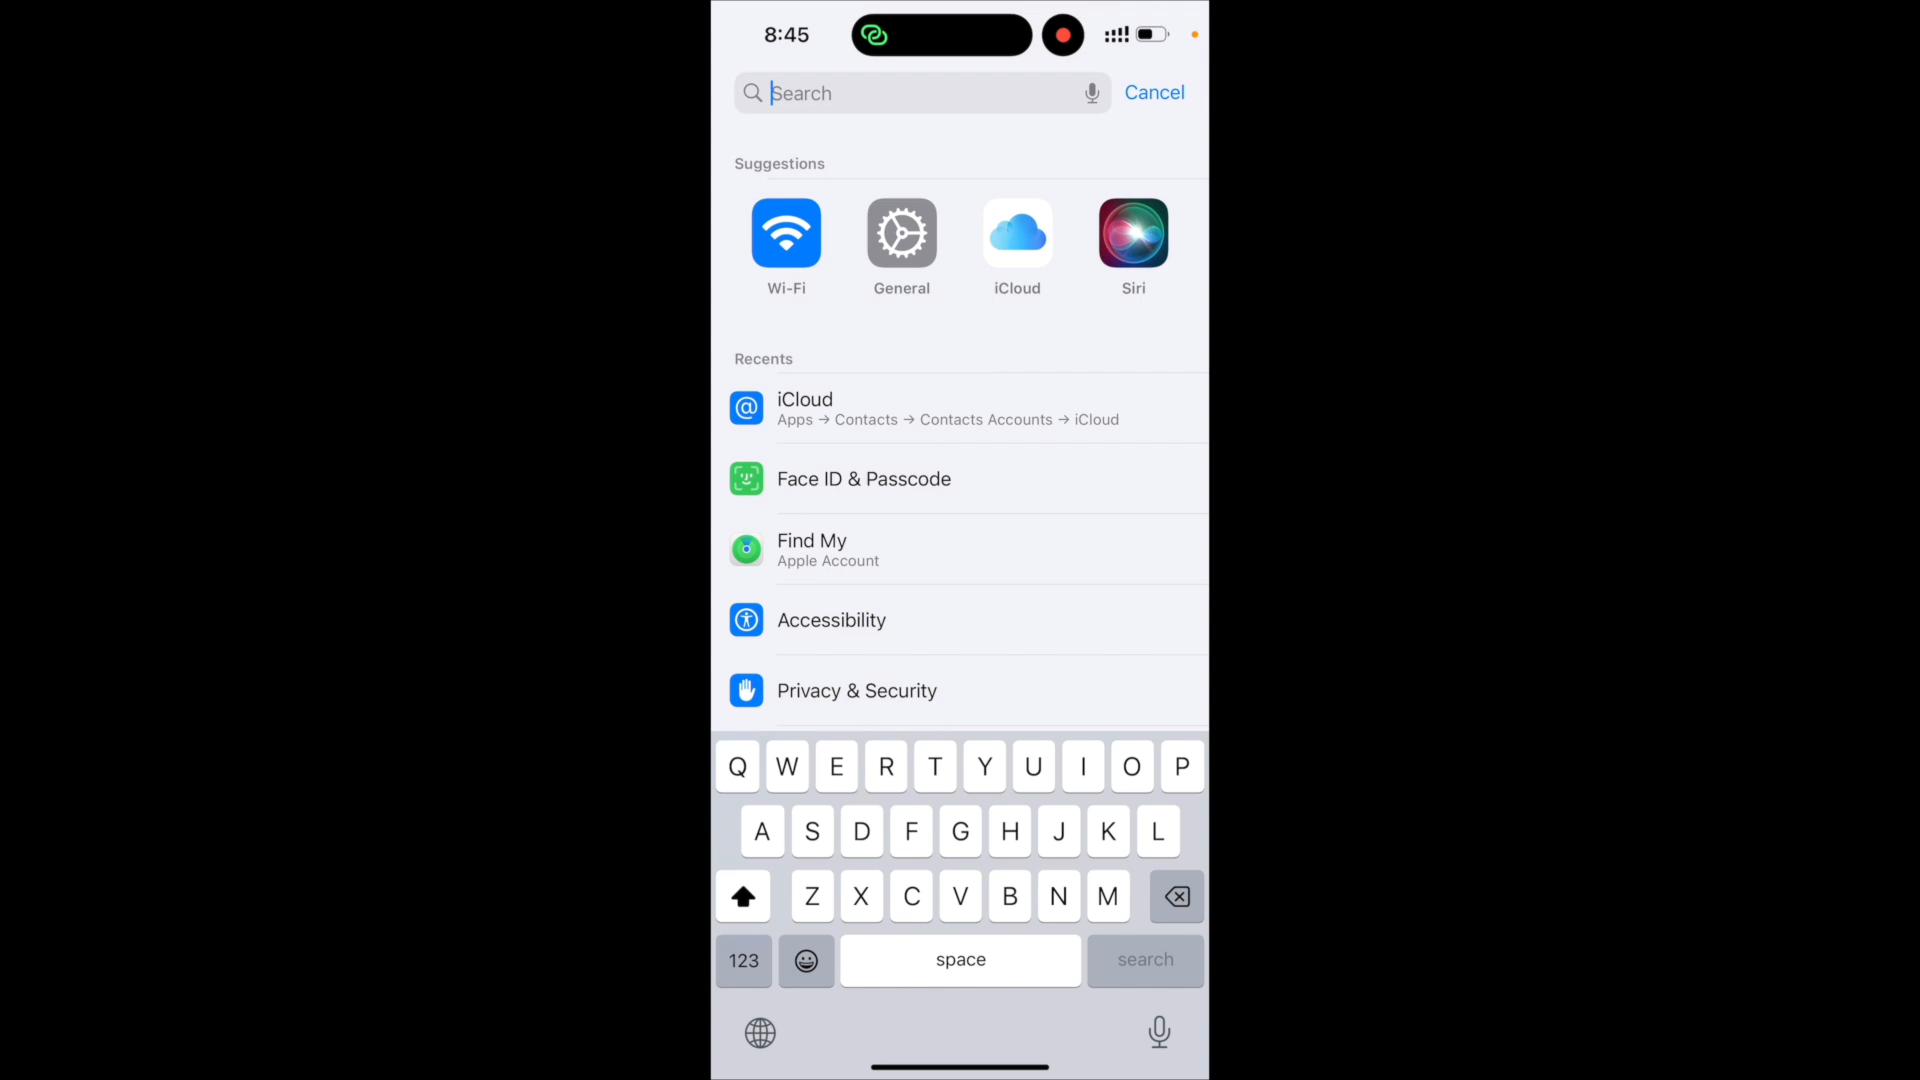 8:45
Search
Cancel
Suggestions
Wi-Fi
General
iCloud
Siri
Recents
iCloud
Apps → Contacts → Contacts Accounts → iCloud
Face ID & Passcode
Find My
Apple Account
Accessibility
Privacy & Security
Q W E R T Y U I O P
A S D F G H J K L
Z X C V B N M
123
space
search